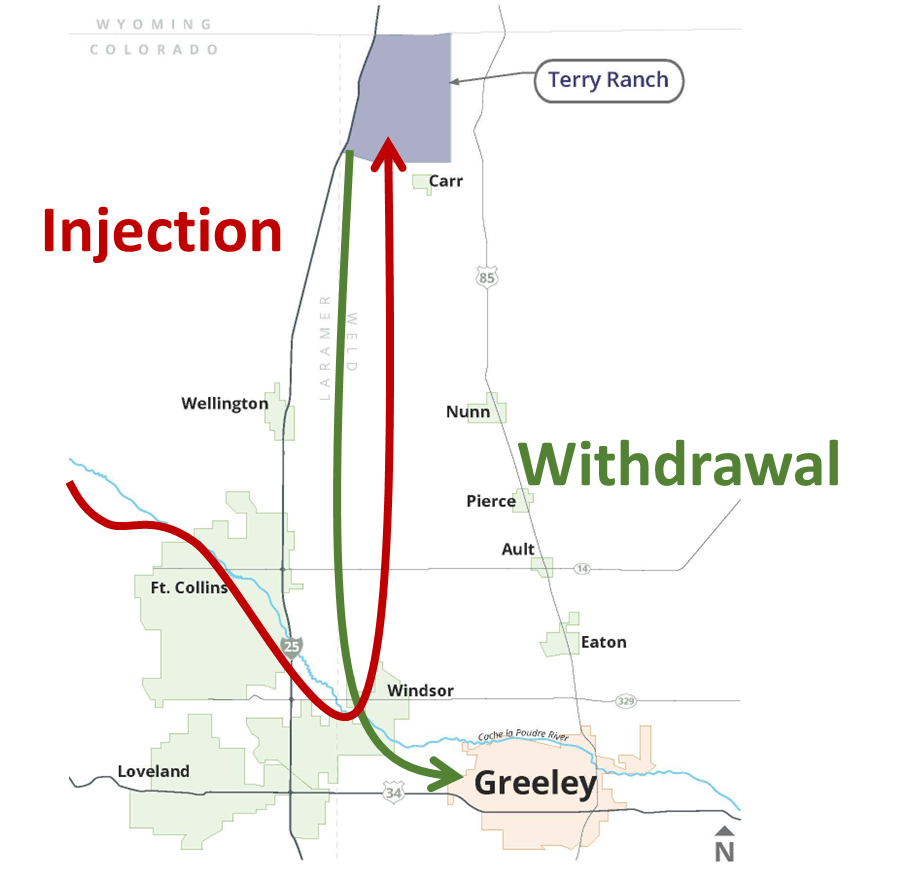 WYOMING
COLORADO
Terry Ranch
Carr
Injection
85
LARAMER
WELD
Wellington
Nunn
Withdrawal
Pierce
Ault
14
Ft. Collins
25
Eaton
Windsor
329
Cache la Poudre River
Loveland
Greeley
34
N